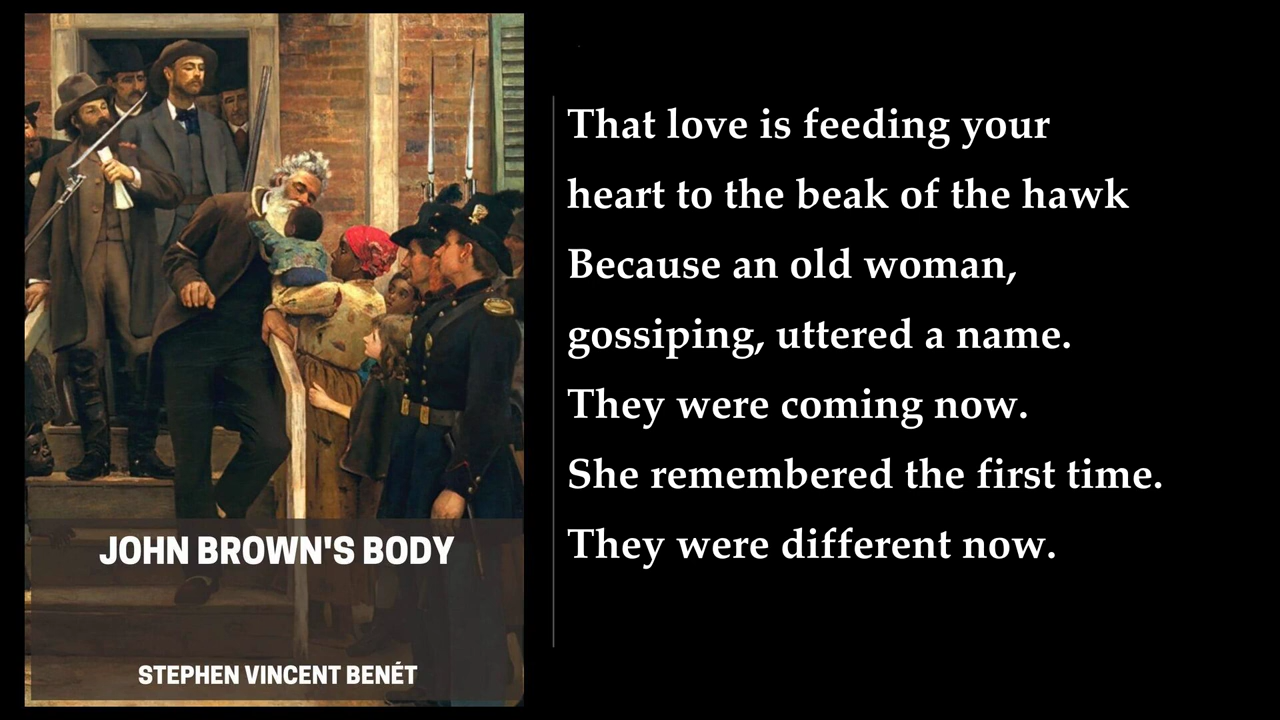 JOHN BROWN'S BODY
STEPHEN VINCENT BENÉT
That love is feeding your
heart to the beak of the hawk
Because an old woman,
gossiping, uttered a name.
They were coming now.
She remembered the first time.
They were different now.